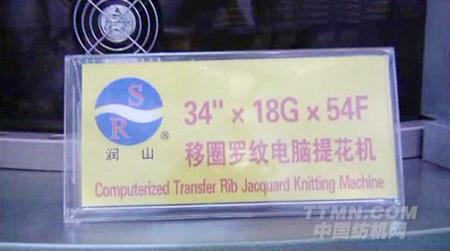 S
R
®
润山
34"×18G×54F
移圈罗纹电脑提花机
Computerized Transfer Rib Jacquard Knitting Machine
TTMN.COM
中国纺机网